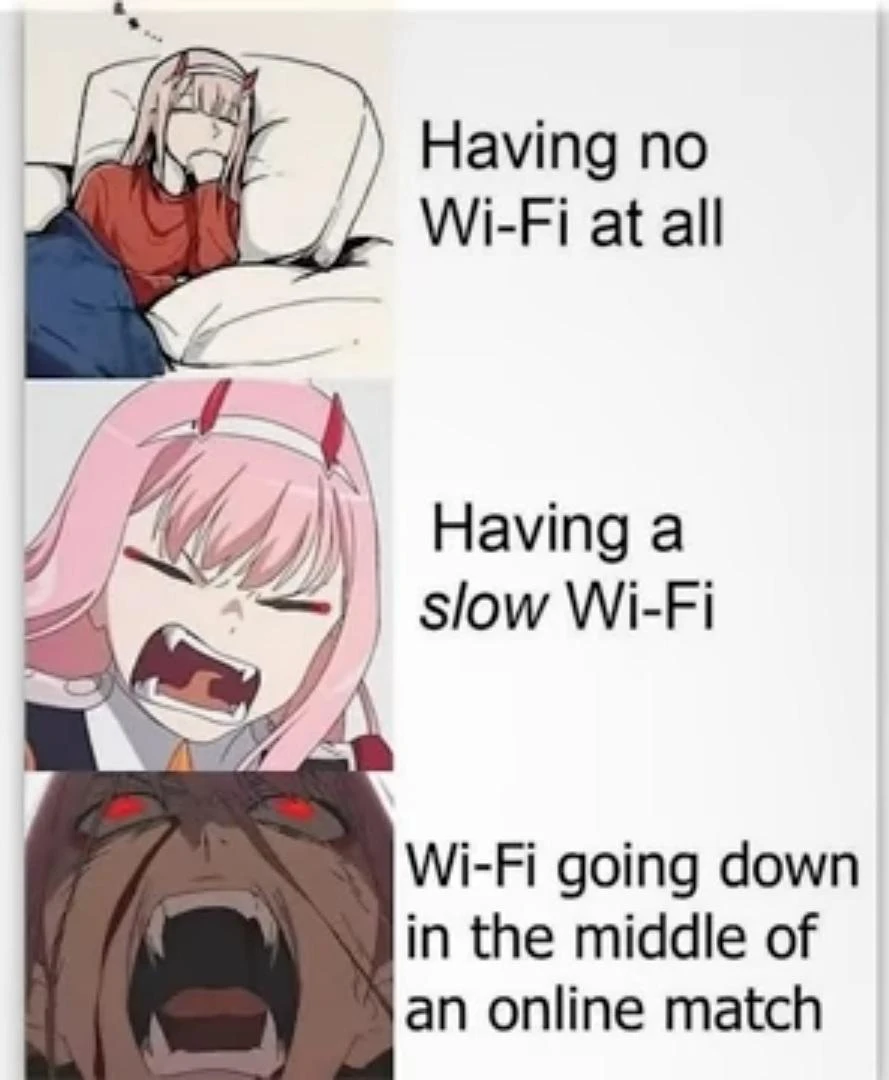 Having no
Wi-Fi at all
Having a
slow Wi-Fi
Wi-Fi going down
in the middle of
an online match